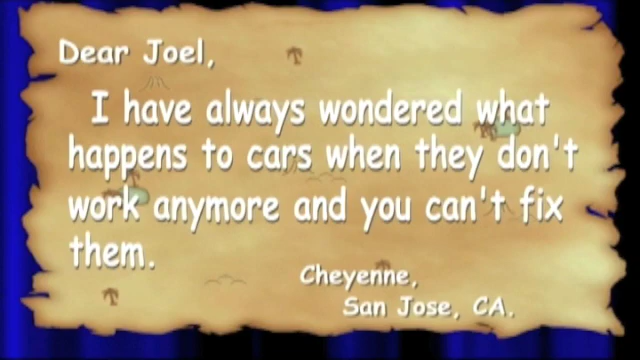 Dear Joel,
I have always wondered what
happens to cars when they don't
work anymore and you can't fix
them.
Cheyenne,
San Jose, CA.